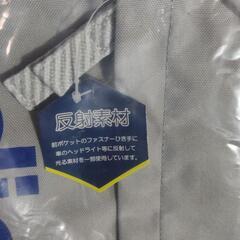 反射素材
前ポケットのファスナーひき手に
車のヘッドライト等に反射して
光る素材を一部使用しています。